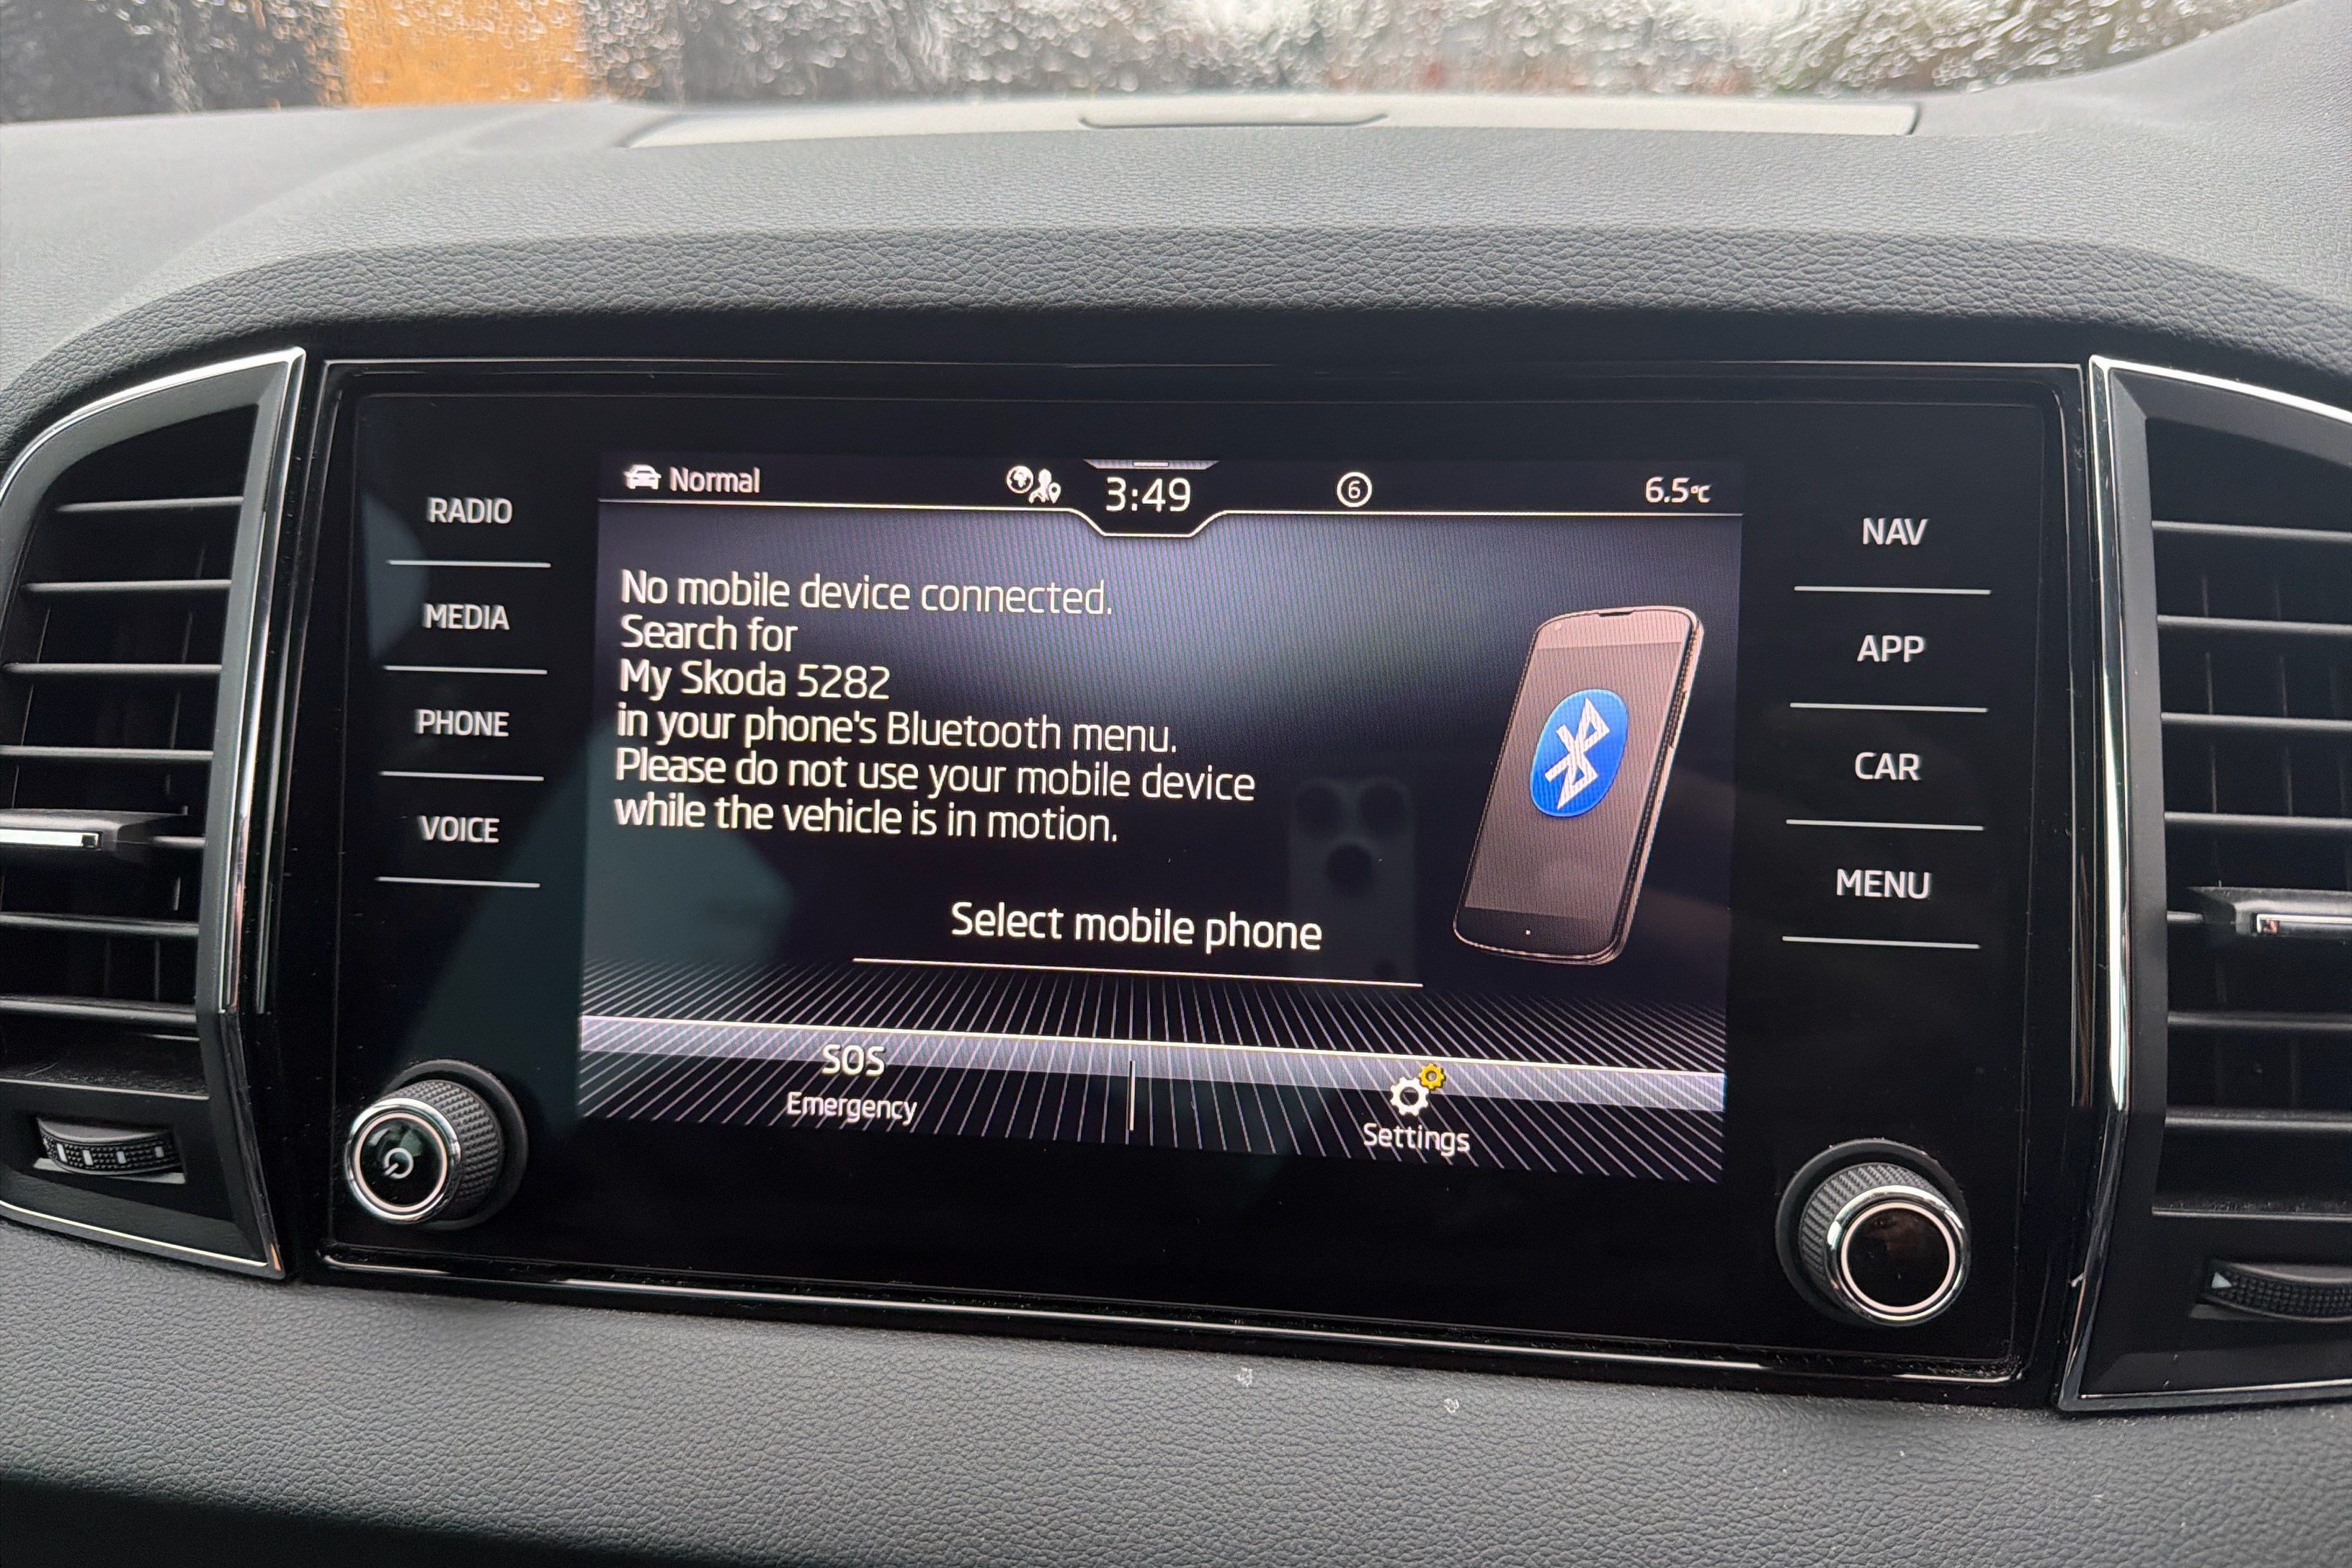 RADIO
MEDIA
PHONE
VOICE
Normal
3:49
6
6.5°C
No mobile device connected.
Search for
My Skoda 5282
in your phone's Bluetooth menu.
Please do not use your mobile device
while the vehicle is in motion.
Select mobile phone
SOS
Emergency
Settings
NAV
APP
CAR
MENU